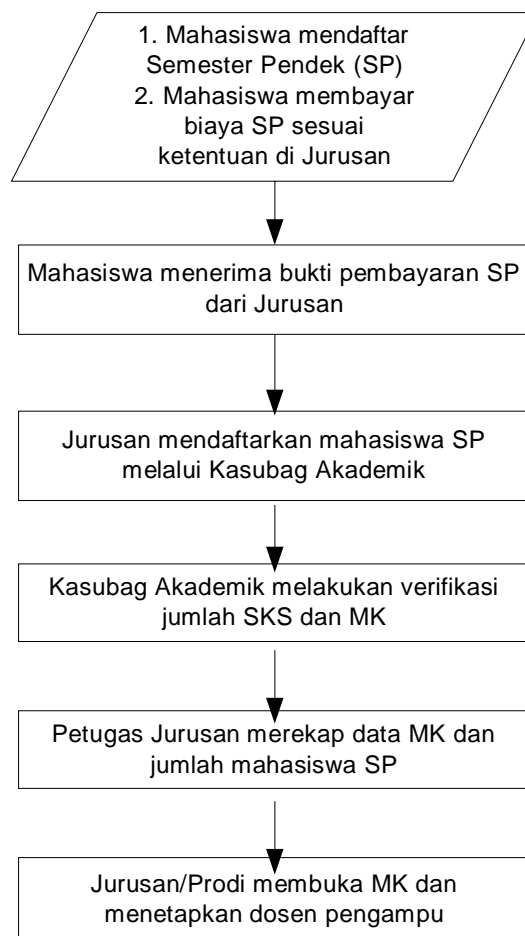 1. Mahasiswa mendaftar
Semester Pendek (SP)
2. Mahasiswa membayar
biaya SP sesuai
ketentuan di Jurusan
Mahasiswa menerima bukti pembayaran SP
dari Jurusan
Jurusan mendaftarkan mahasiswa SP
melalui Kasubag Akademik
Kasubag Akademik melakukan verifikasi
jumlah SKS dan MK
Petugas Jurusan merekap data MK dan
jumlah mahasiswa SP
Jurusan/Prodi membuka MK dan
menetapkan dosen pengampu